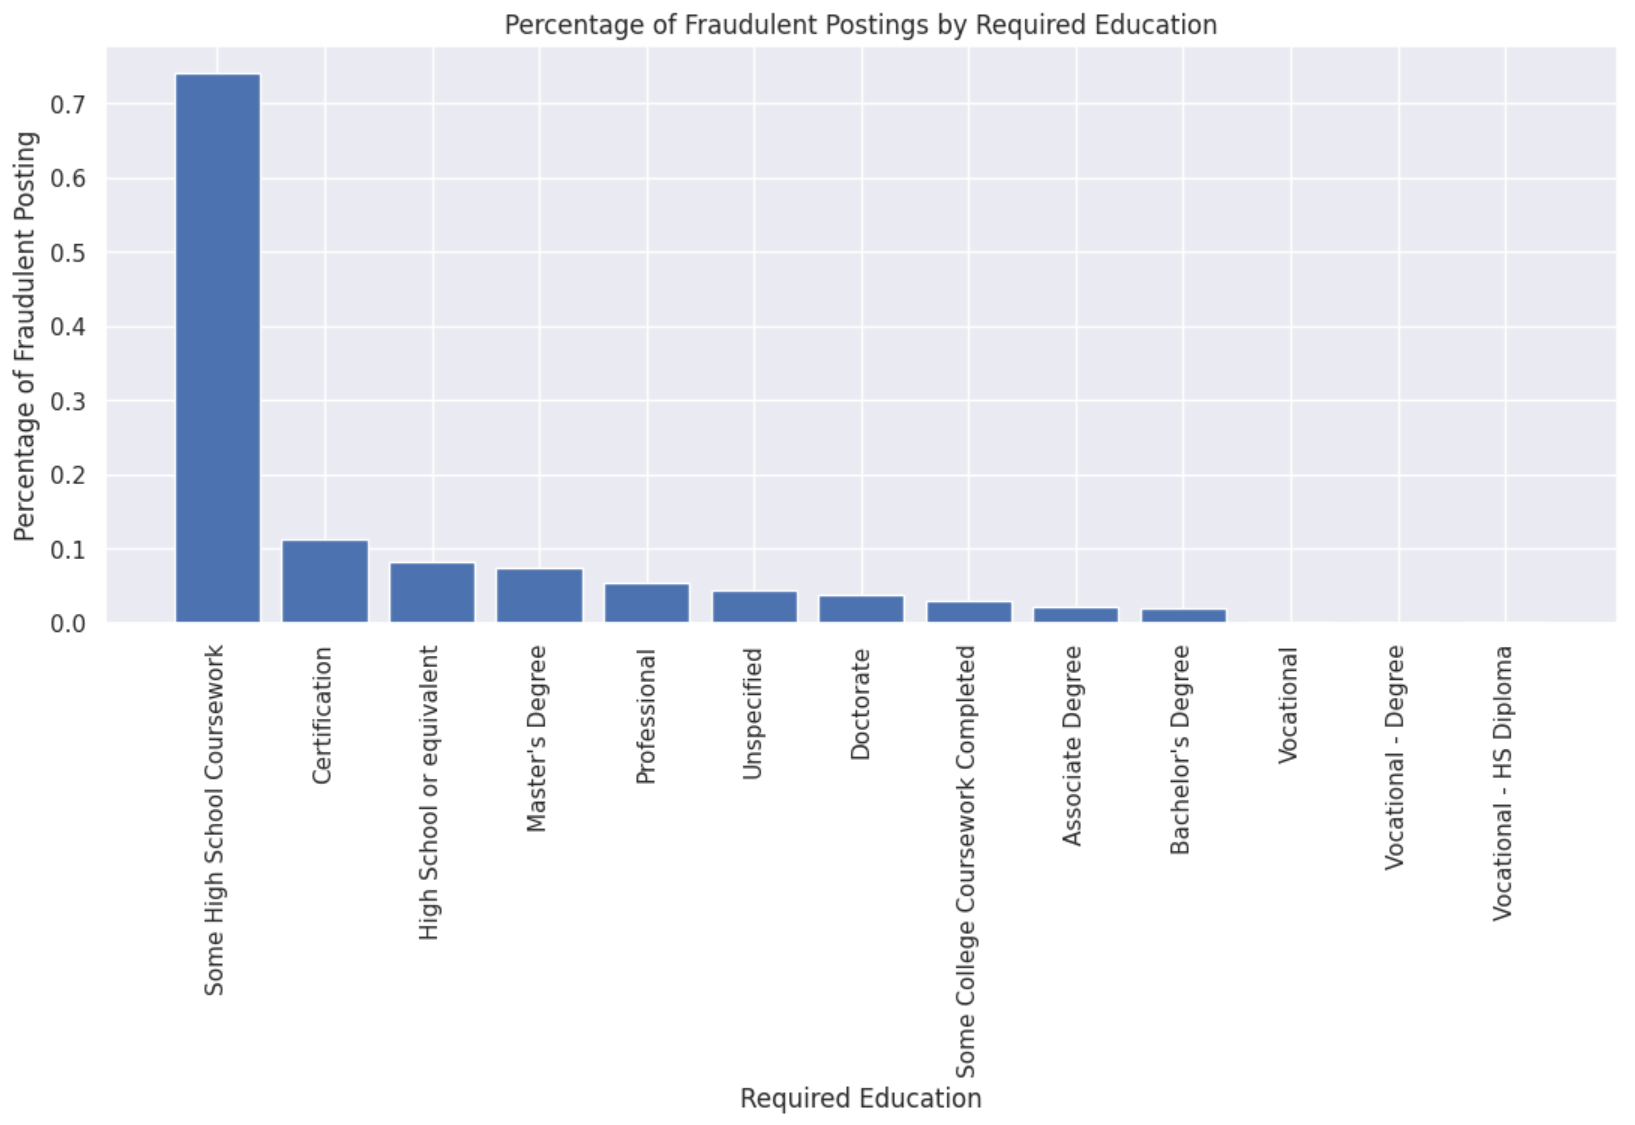 Percentage of Fraudulent Postings by Required Education
Percentage of Fraudulent Posting
0.7
0.6
0.5
0.4
0.3
0.2
0.1
0.0
Some High School Coursework
Certification
High School or equivalent
Master's Degree
Professional
Unspecified
Doctorate
Some College Coursework Completed
Associate Degree
Bachelor's Degree
Vocational
Vocational - Degree
Vocational - HS Diploma
Required Education